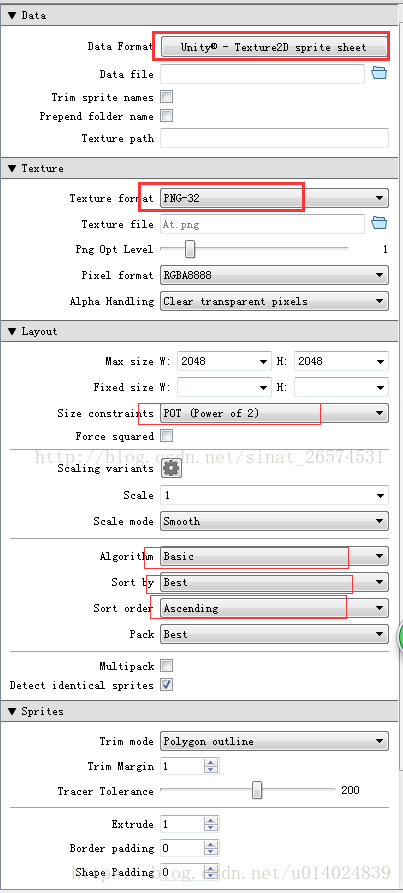 Data
Data Format Unity® - Texture2D sprite sheet
Data file
Trim sprite names
Prepend folder name
Texture path
Texture
Texture format PNG-32
Texture file At.png
Png Opt Level 1
Pixel format RGBA8888
Alpha Handling Clear transparent pixels
Layout
Max size W: 2048 H: 2048
Fixed size W: H:
Size constraints POT (Power of 2)
Force squared
http://blog.csdn.net/sinat_26574531
Scaling variants
Scale 1
Scale mode Smooth
Algorithm Basic
Sort by Best
Sort order Ascending
Pack Best
Multipack
Detect identical sprites
Sprites
Trim mode Polygon outline
Trim Margin 1
Tracer Tolerance 200
Extrude 1
Border padding 0
Shape Padding 0
https://blog.csdn.net/u014024839